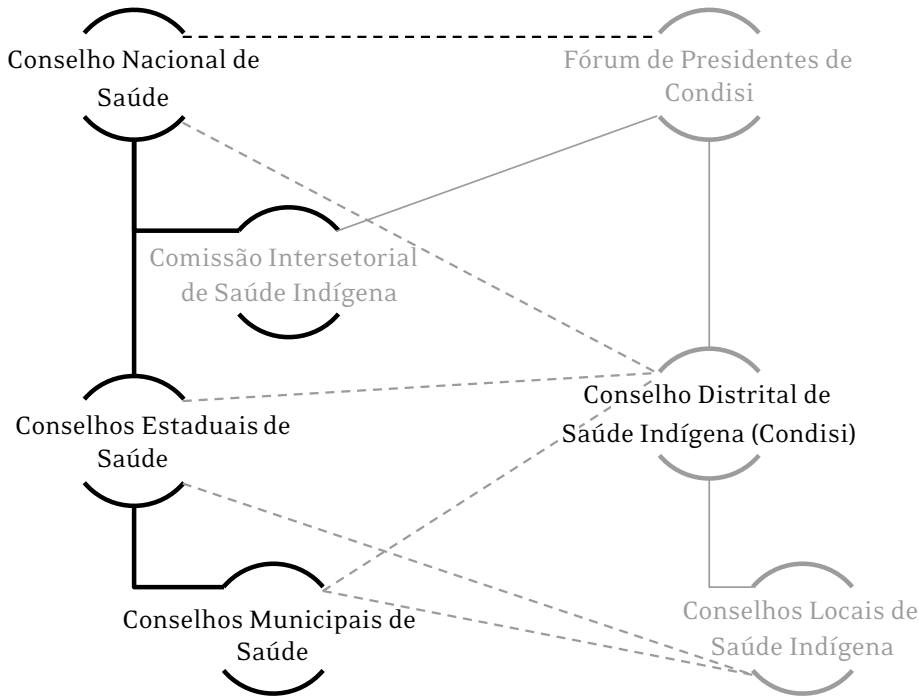 Conselho Nacional de
Saúde
Fórum de Presidentes de
Condisi
Comissão Intersetorial
de Saúde Indígena
Conselhos Estaduais de
Saúde
Conselho Distrital de
Saúde Indígena (Condisi)
Conselhos Municipais de
Saúde
Conselhos Locais de
Saúde Indígena